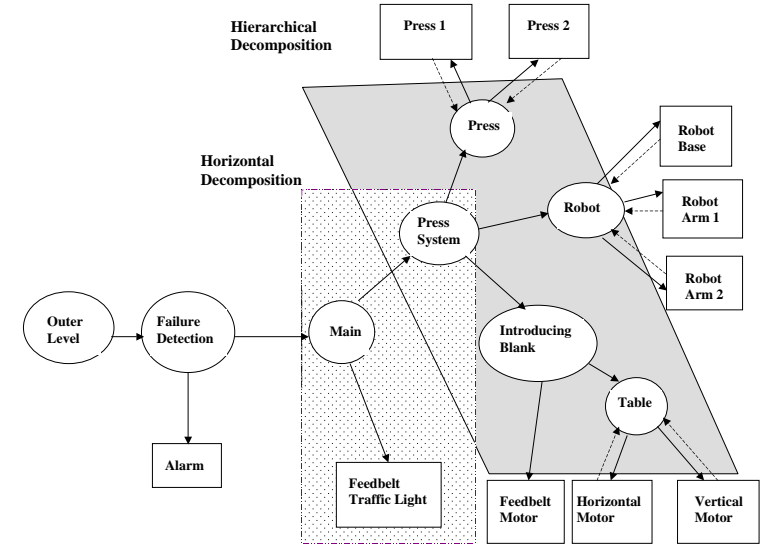 Hierarchical
Decomposition
Press 1
Press 2
Press
Robot
Base
Horizontal
Decomposition
Robot
Robot
Arm 1
Press
System
Robot
Arm 2
Outer
Level
Failure
Detection
Main
Introducing
Blank
Table
Alarm
Feedbelt
Traffic Light
Feedbelt
Motor
Horizontal
Motor
Vertical
Motor